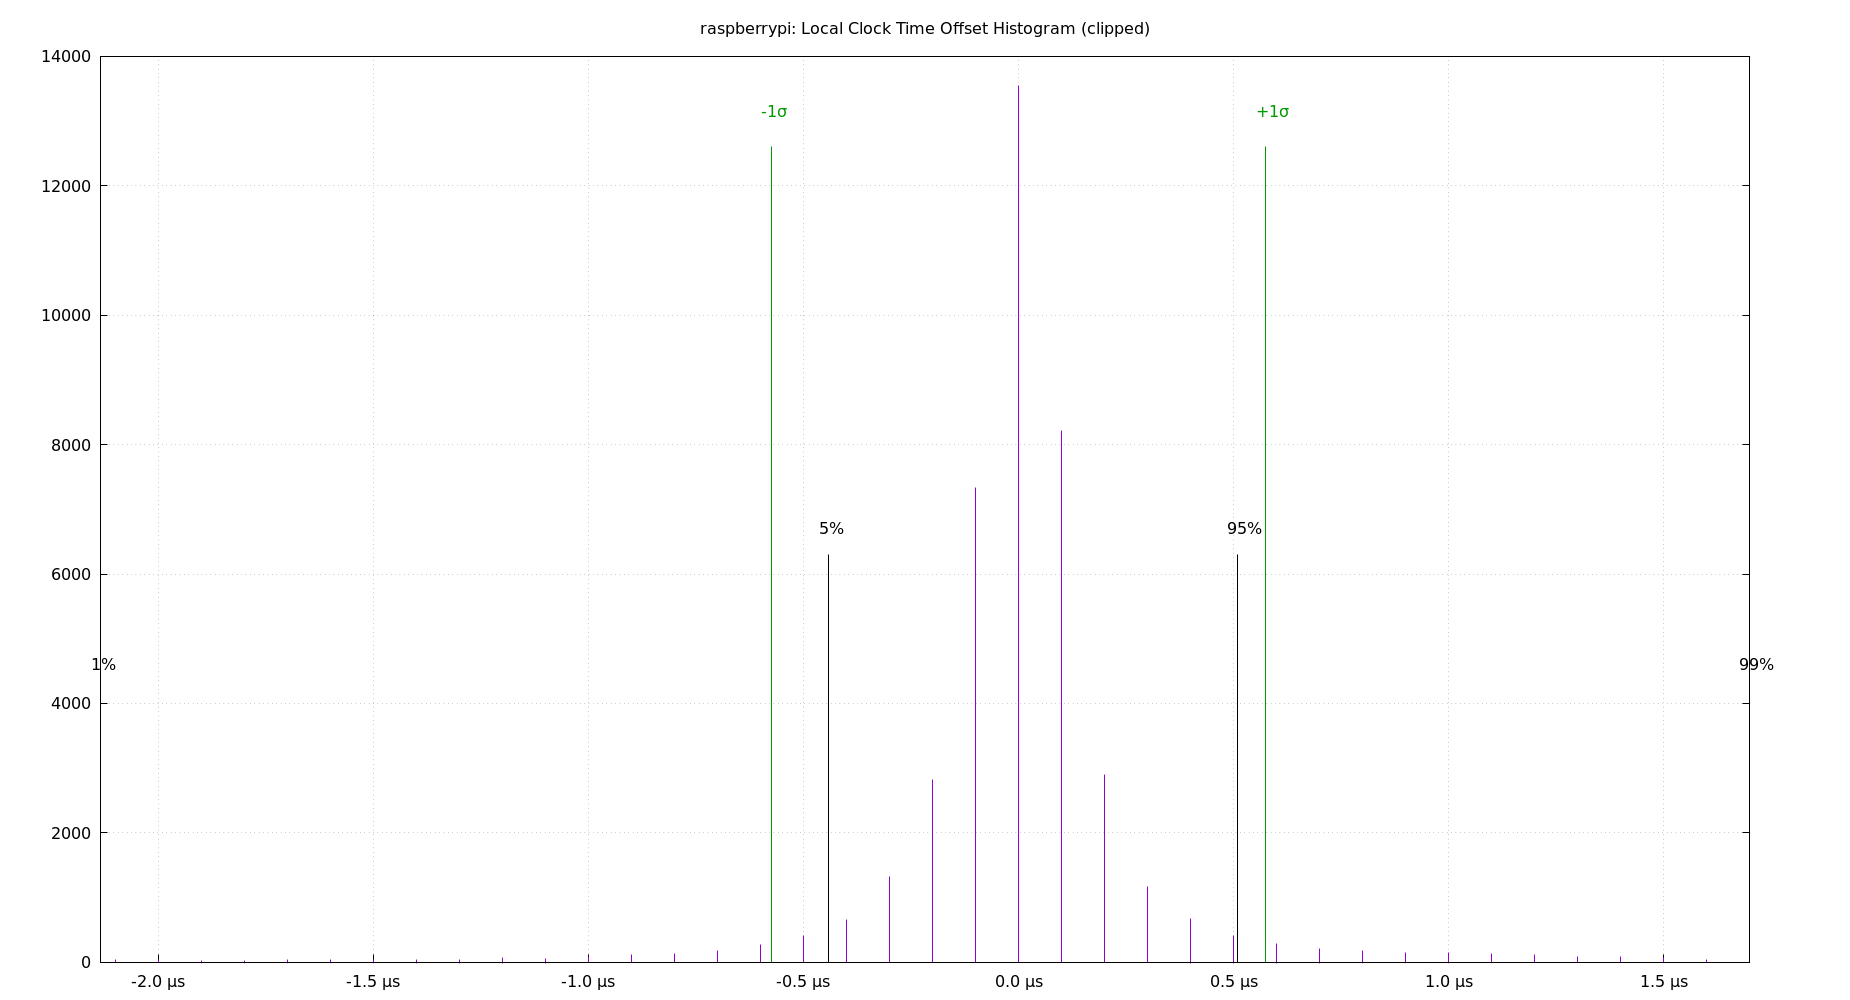 raspberrypi: Local Clock Time Offset Histogram (clipped)
14000
-1σ
+1σ
12000
10000
8000
5%
95%
6000
1%
99%
4000
2000
0
-2.0 µs
-1.5 µs
-1.0 µs
-0.5 µs
0.0 µs
0.5 µs
1.0 µs
1.5 µs